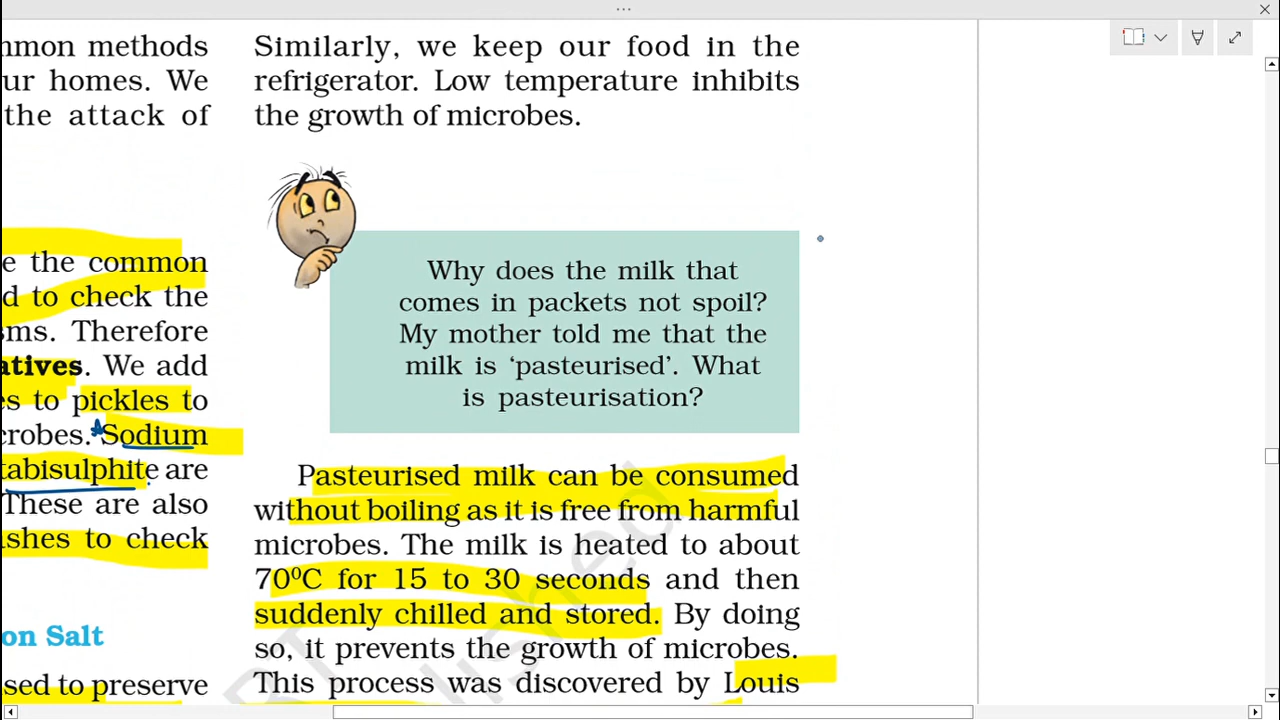 mmon methods
ur homes. We
the attack of
e the common
d to check the
sms. Therefore
atives. We add
es to pickles to
crobes. Sodium
tabisulphite are
These are also
ishes to check
on Salt
sed to preserve
Similarly, we keep our food in the
refrigerator. Low temperature inhibits
the growth of microbes.
Why does the milk that
comes in packets not spoil?
My mother told me that the
milk is ‘pasteurised’. What
is pasteurisation?
Pasteurised milk can be consumed
without boiling as it is free from harmful
microbes. The milk is heated to about
70⁰C for 15 to 30 seconds and then
suddenly chilled and stored. By doing
so, it prevents the growth of microbes.
This process was discovered by Louis